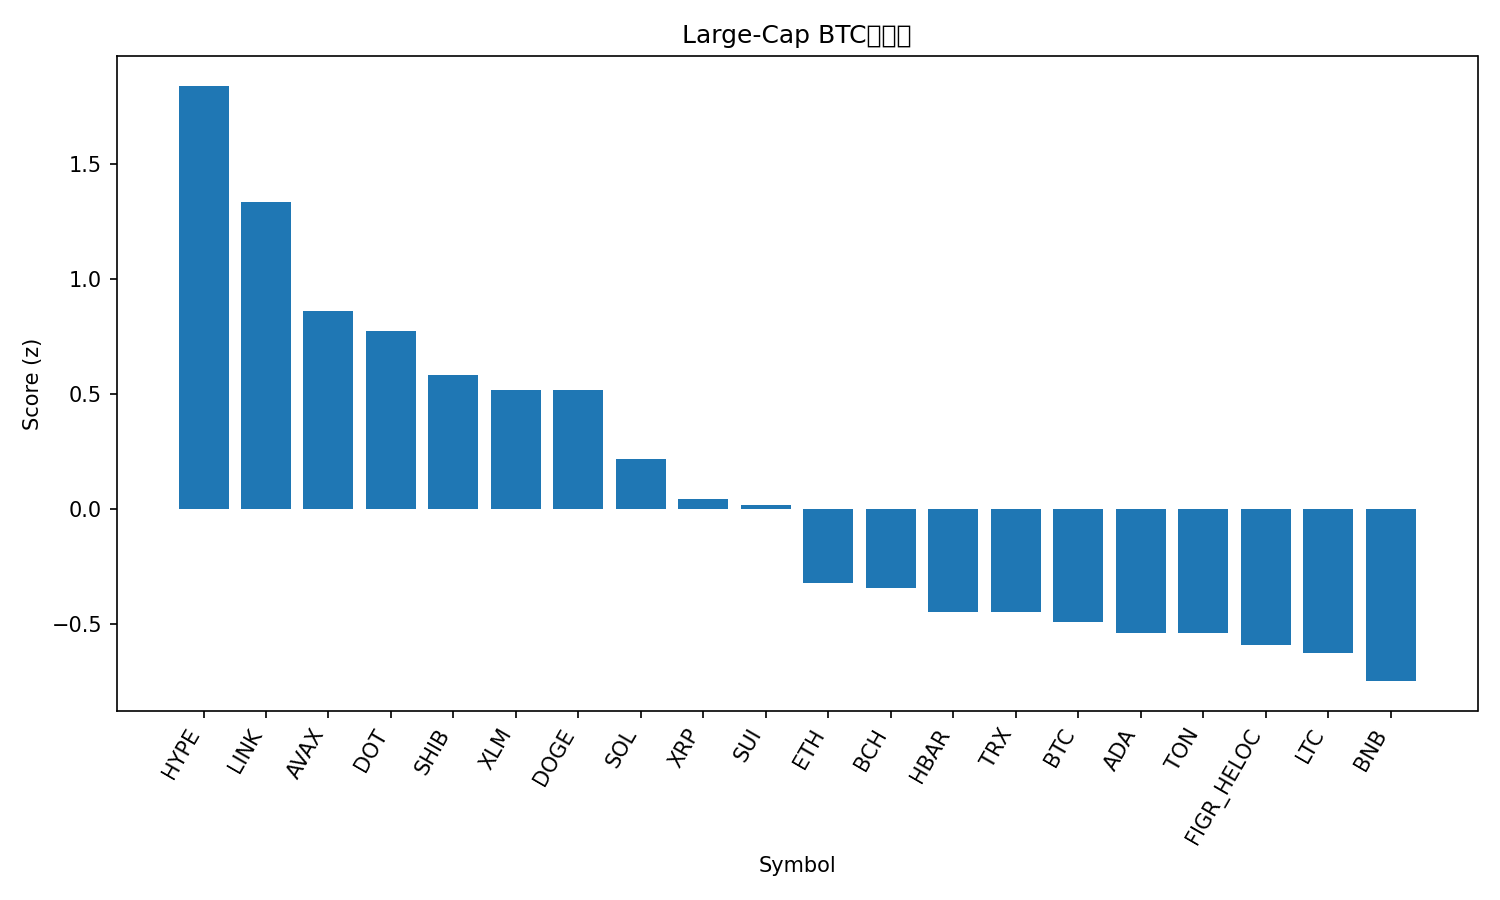 Large-Cap BTC
Score (z)
1.5
1.0
0.5
0.0
−0.5
HYPE
LINK
AVAX
DOT
SHIB
XLM
DOGE
SOL
XRP
SUI
ETH
BCH
HBAR
TRX
BTC
ADA
TON
FIGR_HELOC
LTC
BNB
Symbol